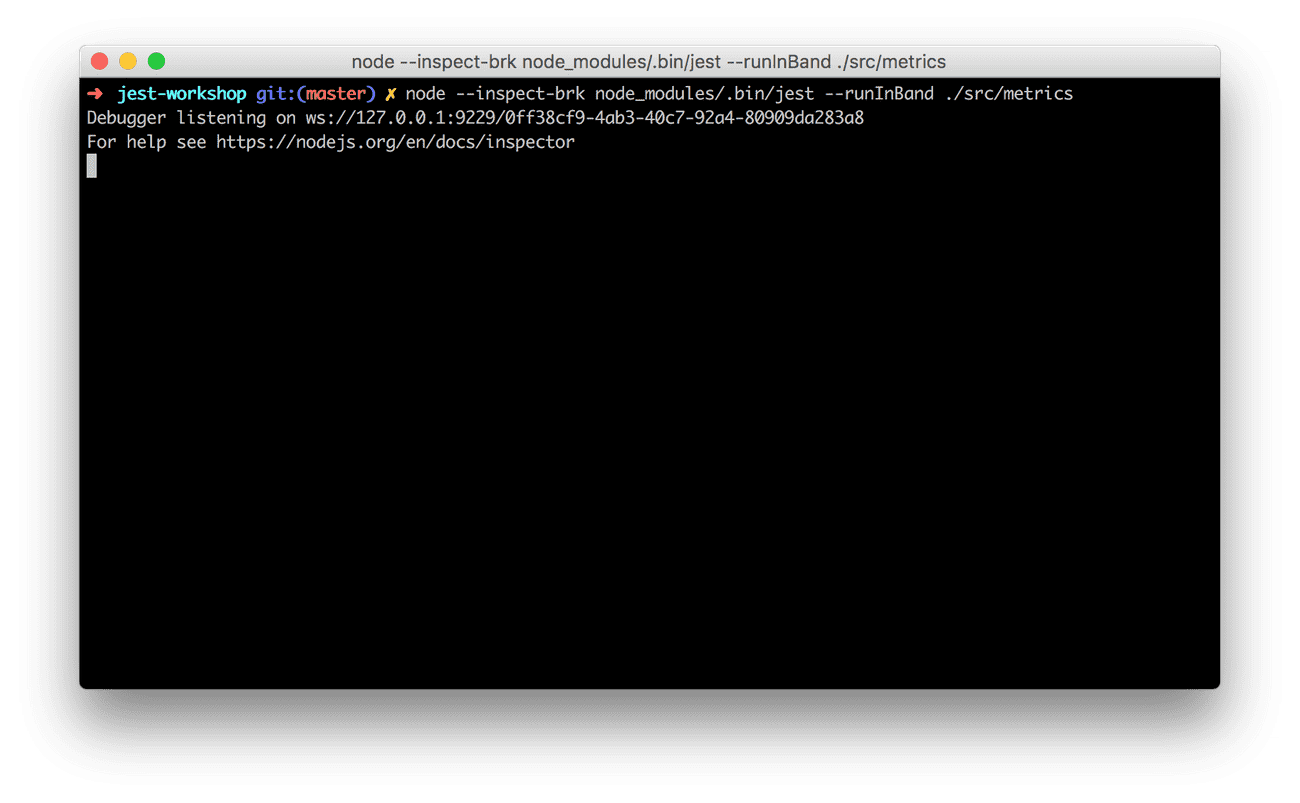 node --inspect-brk node_modules/.bin/jest --runInBand ./src/metrics
➜ jest-workshop git:(master) ✗ node --inspect-brk node_modules/.bin/jest --runInBand ./src/metrics
Debugger listening on ws://127.0.0.1:9229/0ff38cf9-4ab3-40c7-92a4-80909da283a8
For help see https://nodejs.org/en/docs/inspector